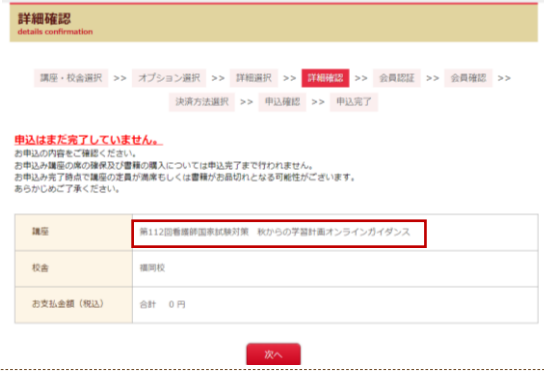 詳細確認
details confirmation
講座・校舎選択 >> オプション選択 >> 詳細選択 >> 詳細確認 >> 会員認証 >> 会員確認 >>
決済方法選択 >> 申込確認 >> 申込完了
申込はまだ完了していません。
お申込の内容をご確認ください。
お申込み講座の席の確保及び書籍の購入については申込完了まで行われません。
お申込み完了時点で講座の定員が満席もしくは書籍がお品切れとなる可能性がございます。
あらかじめご了承ください。
講座 第112回看護師国家試験対策 秋からの学習計画オンラインガイダンス
校舎 福岡校
お支払金額（税込） 合計 0 円
次へ